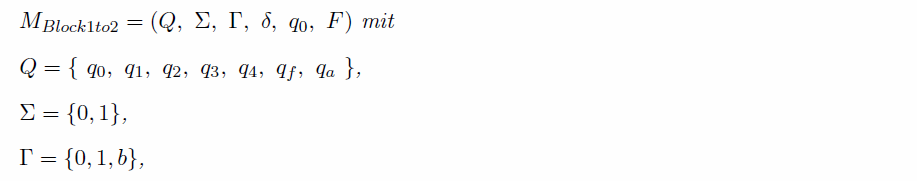 M_{Block1to2} = (Q, Σ, Γ, δ, q_0, F) mit
Q = { q_0, q_1, q_2, q_3, q_4, q_f, q_a },
Σ = {0, 1},
Γ = {0, 1, b},